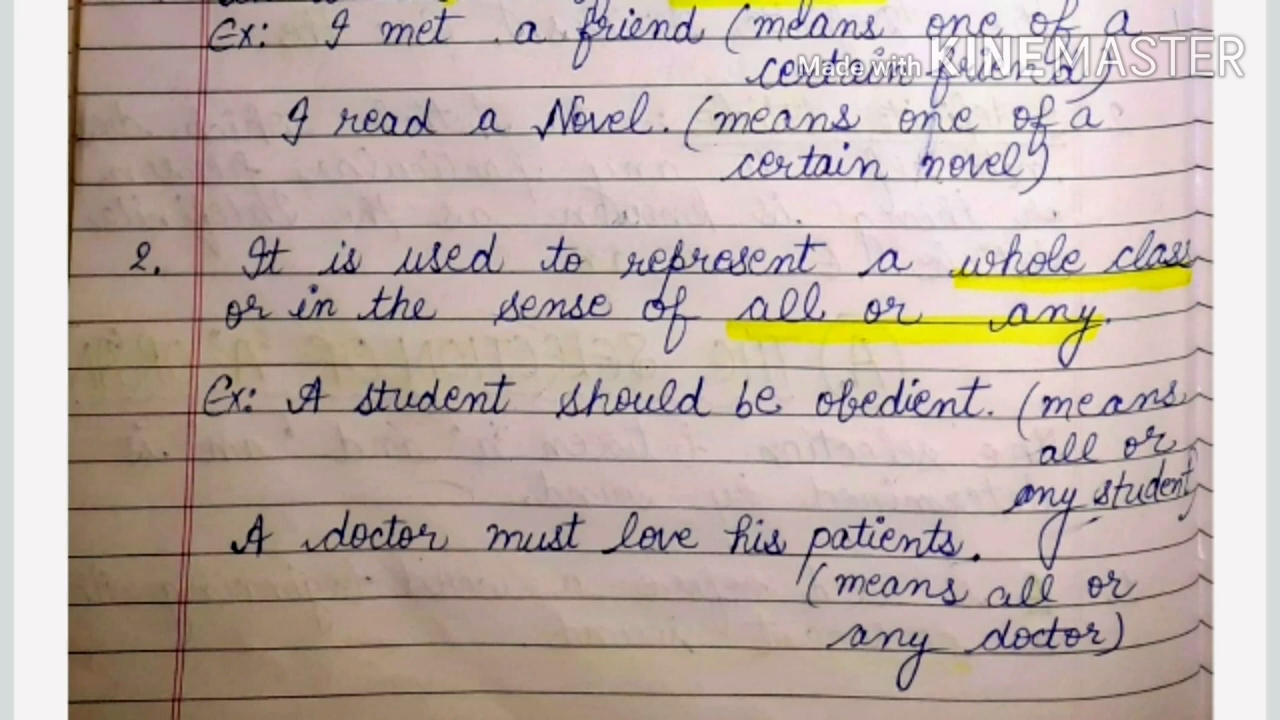 Ex: I met a friend (means one of a
certain friend)
Made with KINEMASTER
I read a Novel. (means one of a
certain novel)
2. It is used to represent a whole class
or in the sense of all or any.
Ex: A student should be obedient. (means
all or
any student)
A doctor must love his patients.
(means all or
any doctor)